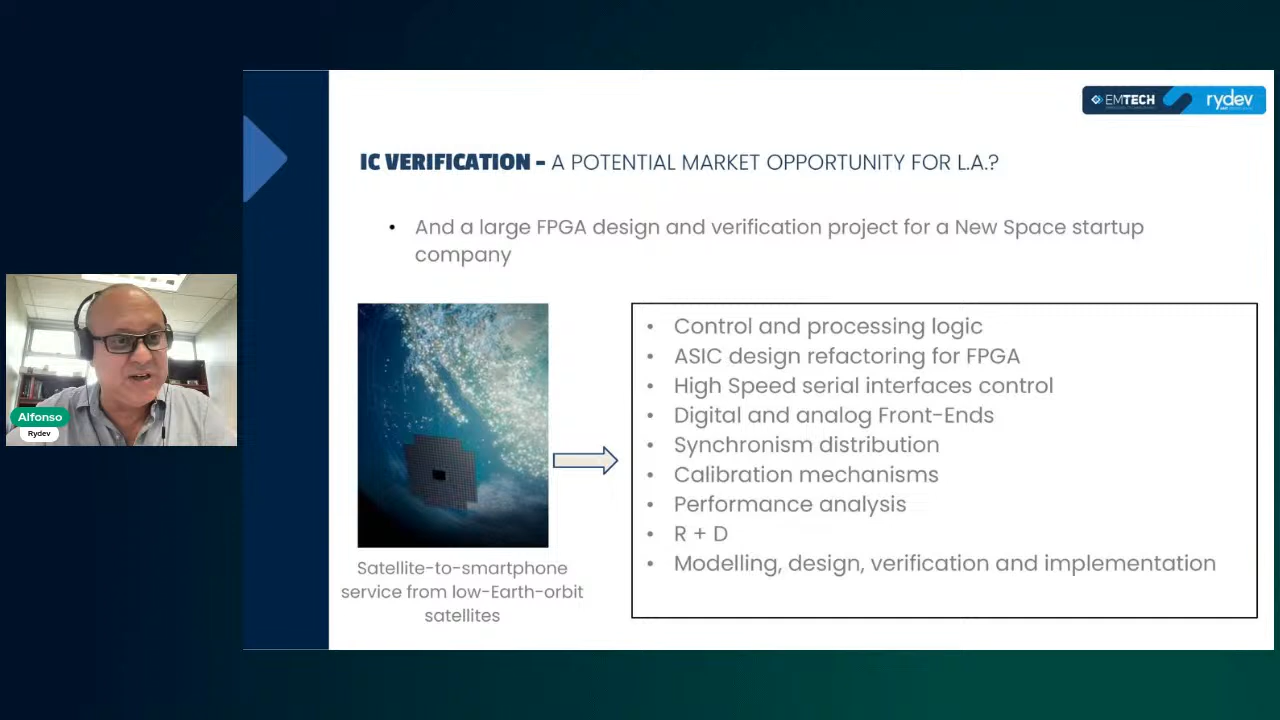 EMTECH
rydev
IC VERIFICATION – A POTENTIAL MARKET OPPORTUNITY FOR L.A.?
• And a large FPGA design and verification project for a New Space startup
company
• Control and processing logic
• ASIC design refactoring for FPGA
• High Speed serial interfaces control
• Digital and analog Front-Ends
• Synchronism distribution
• Calibration mechanisms
• Performance analysis
• R + D
• Modelling, design, verification and implementation
Satellite-to-smartphone
service from low-Earth-orbit
satellites
Alfonso
Rydev